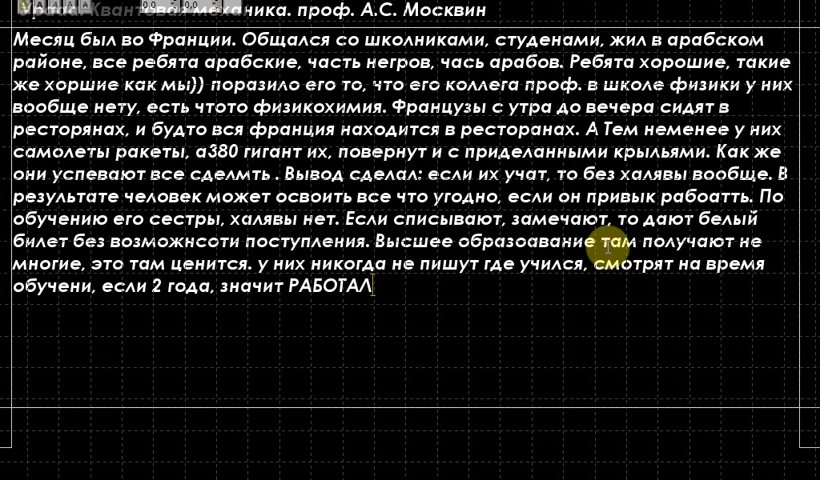 Квантовая механика. проф. А.С. Москвин
Месяц был во Франции. Общался со школниками, студенами, жил в арабском
районе, все ребята арабские, часть негров, чась арабов. Ребята хорошие, такие
же хоршие как мы)) поразило его то, что его коллега проф. в школе физики у них
вообще нету, есть чтото физикохимия. Французы с утра до вечера сидят в
ресторянах, и будто вся франция находится в ресторанах. А Тем неменее у них
самолеты ракеты, а380 гигант их, повернут и с приделанными крыльями. Как же
они успевают все сделмть . Вывод сделал: если их учат, то без халявы вообще. В
результате человек может освоить все что угодно, если он привык рабоатть. По
обучению его сестры, халявы нет. Если списывают, замечают, то дают белый
билет без возможнсоти поступления. Высшее образоавание там получают не
многие, это там ценится. у них никогда не пишут где учился, смотрят на время
обучени, если 2 года, значит РАБОТАЛ